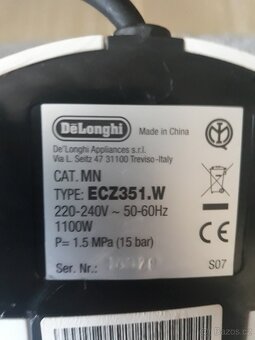 DeLonghi
Made in China
De'Longhi Appliances s.r.l.
Via L. Seitz 47 31100 Treviso-Italy
CAT. MN
TYPE: ECZ351.W
220-240V ~ 50-60Hz
1100W
P= 1.5 MPa (15 bar)
Ser. Nr.:
CE
S07